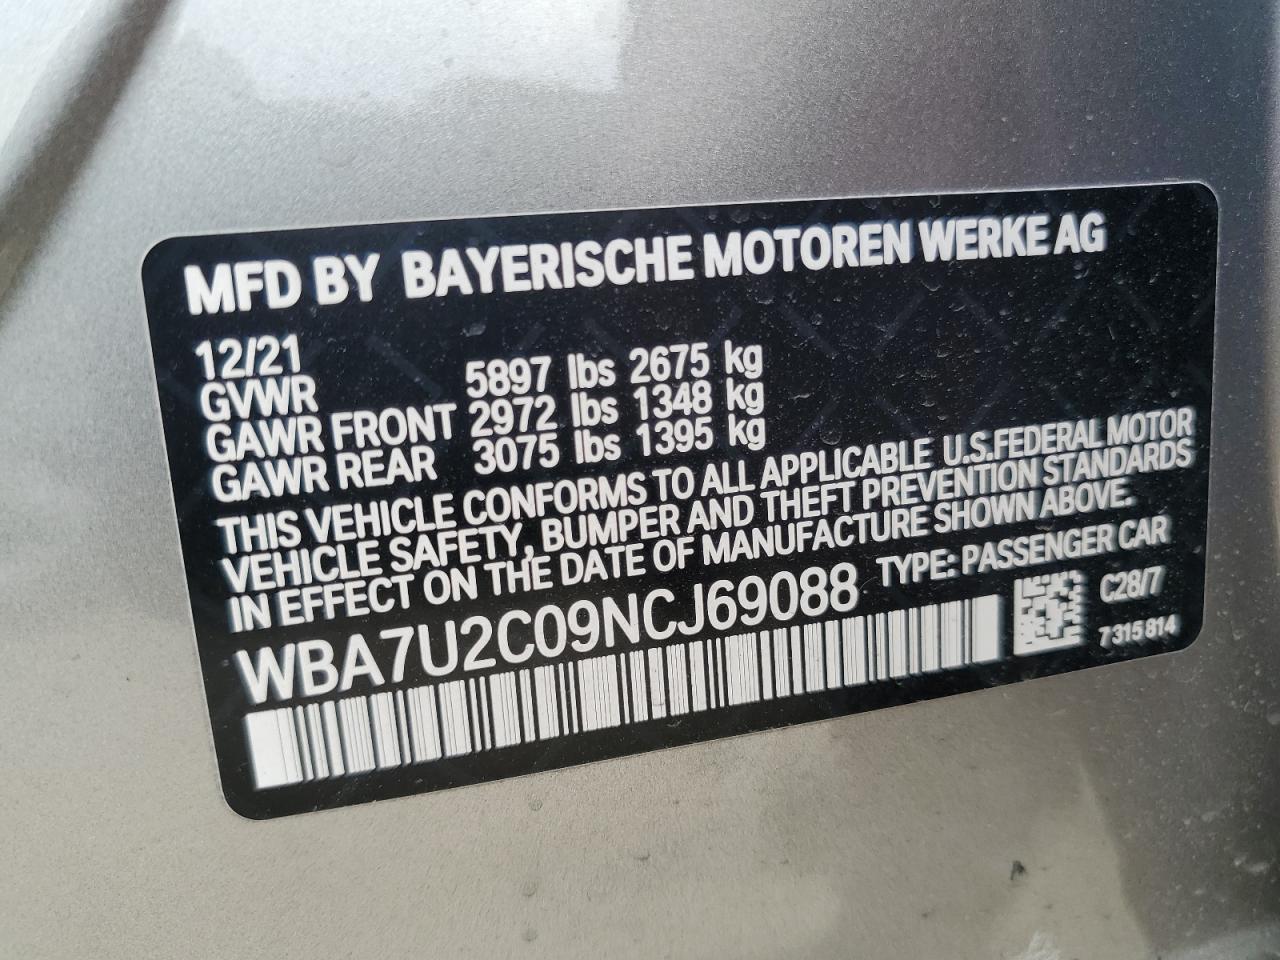 MFD BY BAYERISCHE MOTOREN WERKE AG
12/21
GVWR 5897 lbs 2675 kg
GAWR FRONT 2972 lbs 1348 kg
GAWR REAR 3075 lbs 1395 kg
THIS VEHICLE CONFORMS TO ALL APPLICABLE U.S.FEDERAL MOTOR
VEHICLE SAFETY, BUMPER AND THEFT PREVENTION STANDARDS
IN EFFECT ON THE DATE OF MANUFACTURE SHOWN ABOVE.
WBA7U2C09NCJ69088 TYPE: PASSENGER CAR
C28/7
7 315 814